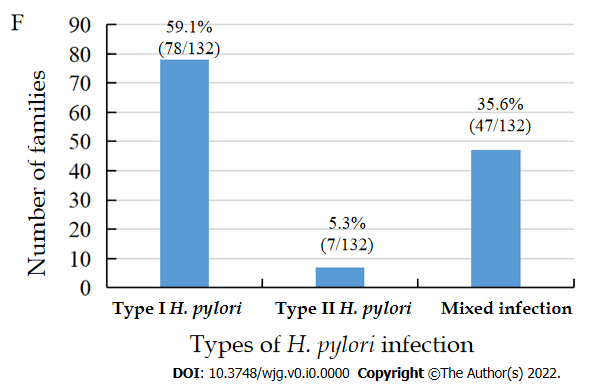 F
90
80
70
60
50
40
30
20
10
0
Number of families
59.1%
(78/132)
5.3%
(7/132)
35.6%
(47/132)
Type I H. pylori
Type II H. pylori
Mixed infection
Types of H. pylori infection
DOI: 10.3748/wjg.v0.i0.0000 Copyright ©The Author(s) 2022.